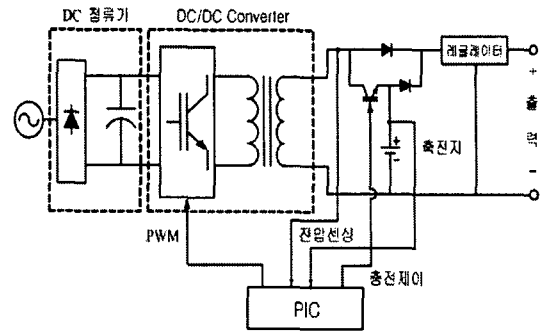 DC 정류기
DC/DC Converter
레귤레이터
+
출
력
-
+
-
축전지
PWM
전압센싱
충전제어
PIC